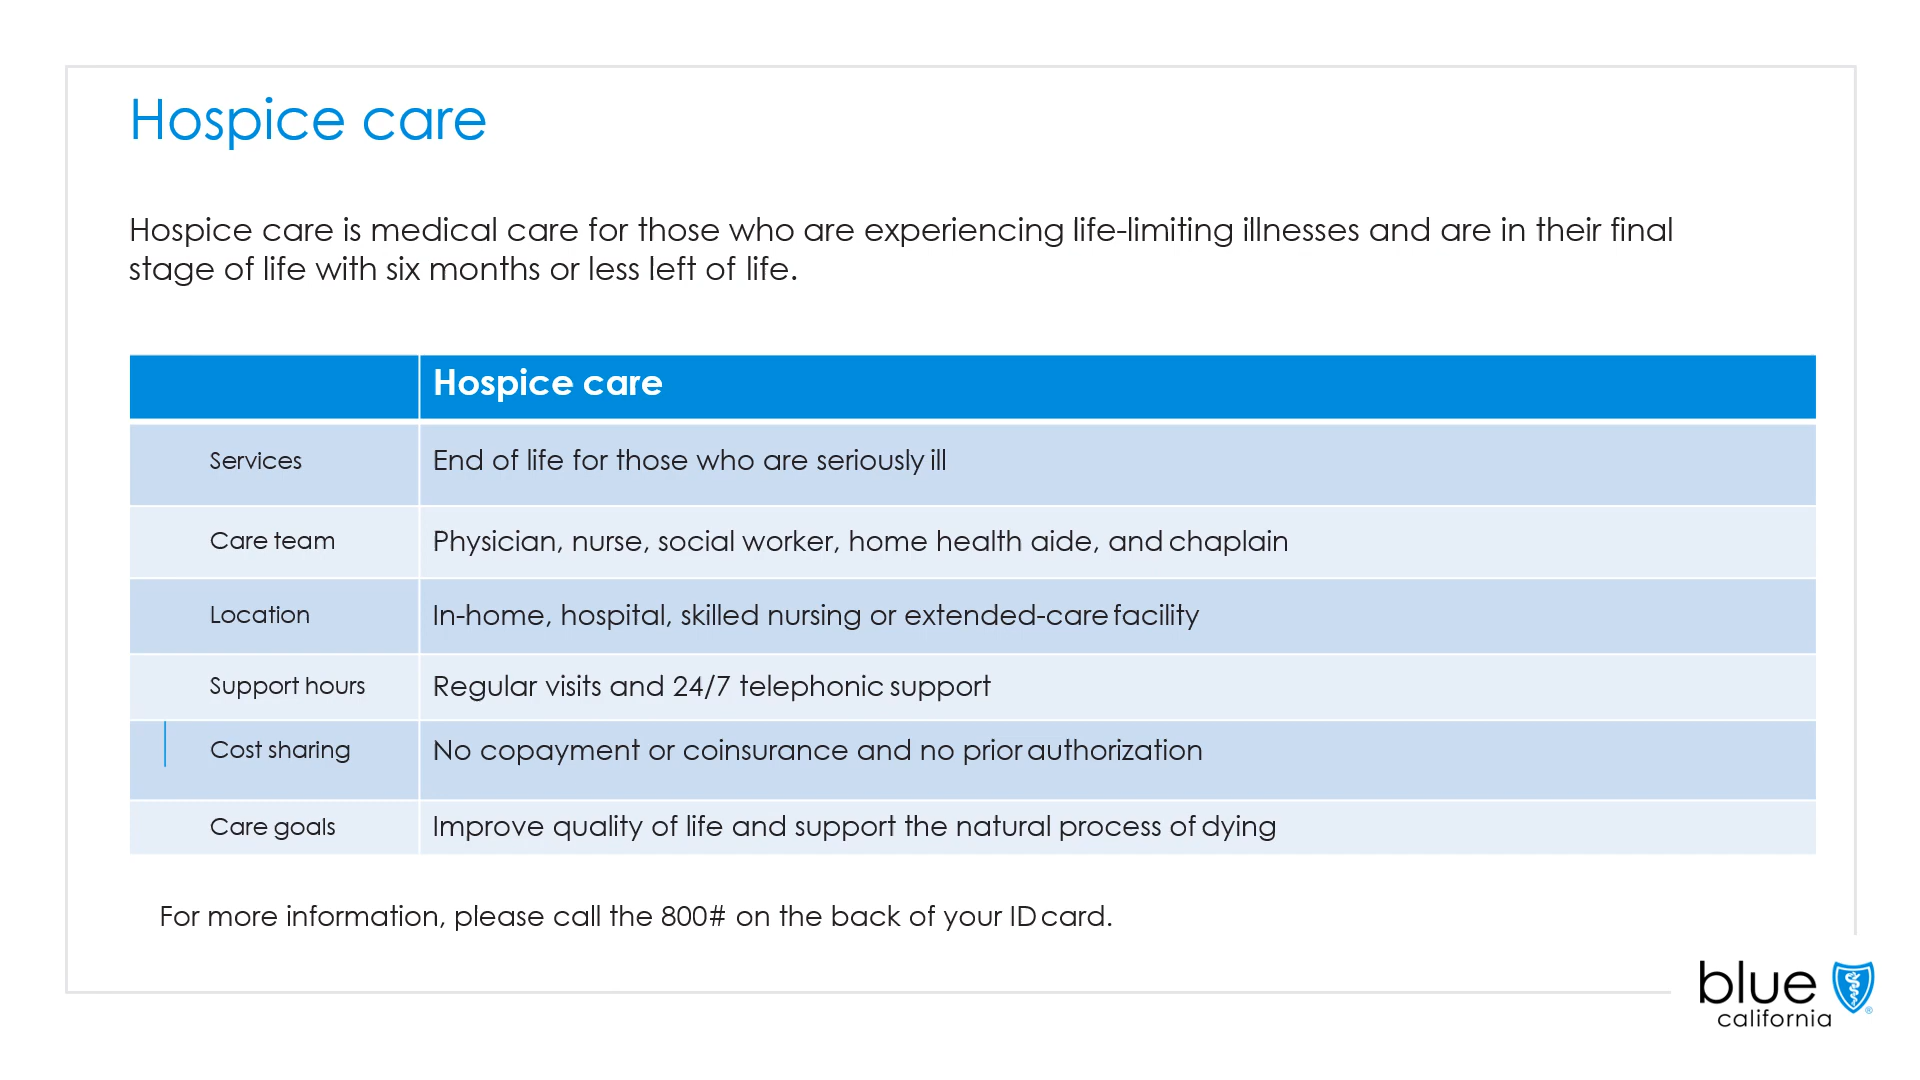 Hospice care
Hospice care is medical care for those who are experiencing life-limiting illnesses and are in their final
stage of life with six months or less left of life.
Hospice care
Services
End of life for those who are seriously ill
Care team
Physician, nurse, social worker, home health aide, and chaplain
Location
In-home, hospital, skilled nursing or extended-care facility
Support hours
Regular visits and 24/7 telephonic support
Cost sharing
No copayment or coinsurance and no prior authorization
Care goals
Improve quality of life and support the natural process of dying
For more information, please call the 800# on the back of your ID card.
blue
california
®